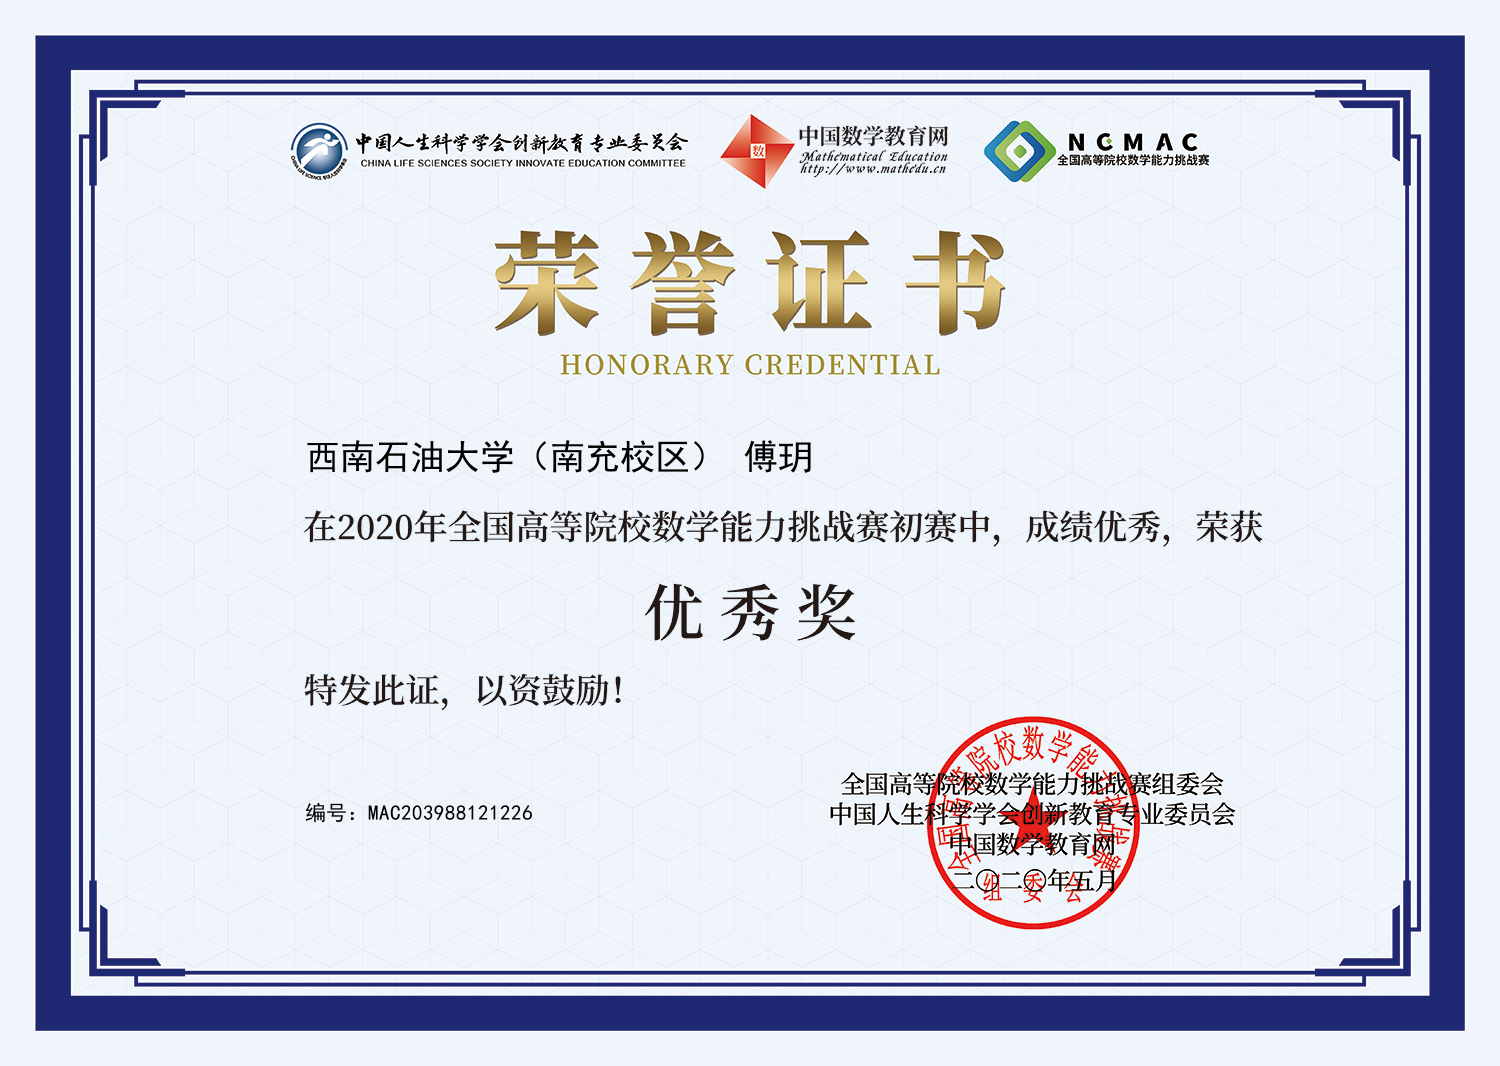 中国人生科学学会创新教育专业委员会
CHINA LIFE SCIENCES SOCIETY INNOVATE EDUCATION COMMITTEE
数
中国数学教育网
Mathematical Education
http://www.mathedu.cn
NCMAC
全国高等院校数学能力挑战赛
荣誉证书
HONORARY CREDENTIAL
西南石油大学（南充校区） 傅玥
在2020年全国高等院校数学能力挑战赛初赛中，成绩优秀，荣获
优秀奖
特发此证，以资鼓励！
编号：MAC203988121226
全国高等院校数学能力挑战赛组委会
中国人生科学学会创新教育专业委员会
中国数学教育网
二〇二〇年五月
全国高等院校数学能力挑战赛
组委会